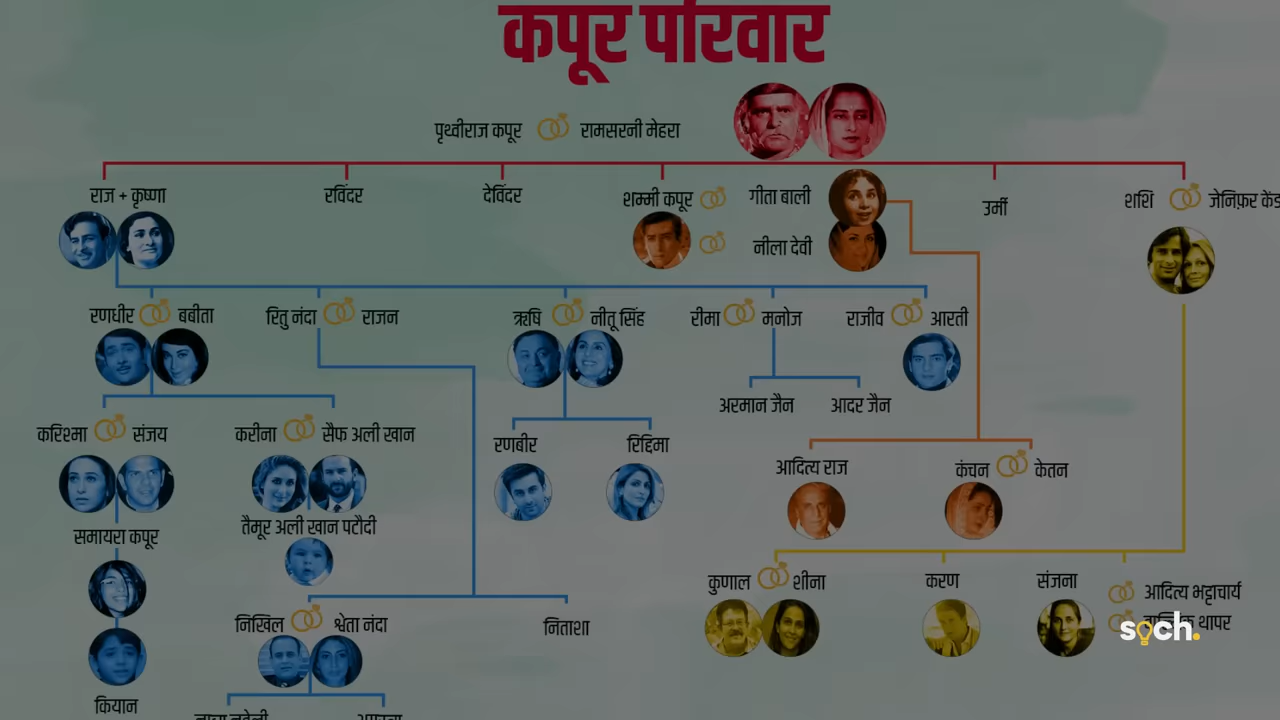 कपूर परिवार
पृथ्वीराज कपूर रामसरनी मेहरा
राज + कृष्णा
रविंदर
देविंदर
शम्मी कपूर
गीता बाली
नीला देवी
उर्मी
शशि
जेनिफ़र
रणधीर बबीता
रितु नंदा राजन
ऋषि नीतू सिंह
रीमा मनोज
राजीव आरती
अरमान जैन
आदर जैन
करिश्मा संजय
करीना सैफ अली खान
रणबीर
रिद्दिमा
आदित्य राज
कंचन केतन
समायरा कपूर
तैमूर अली खान पटौदी
कुणाल शीना
करण
संजना
आदित्य भट्टाचार्य
थापर
निखिल श्वेता नंदा
निताशा
कियान
soch.